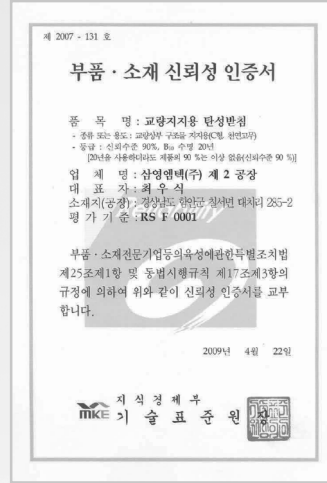 제 2007 - 131 호
부품 · 소재 신뢰성 인증서
품 목 명 : 교량지지용 탄성받침
- 종류 또는 용도 : 교량상부 구조물 지지용(C형, 천연고무)
- 등급 : 신뢰수준 90%, B₁₀ 수명 20년
[20년을 사용하더라도 제품의 90 %는 이상 없음(신뢰수준 90 %)]
업 체 명 : 삼영엠텍(주) 제 2 공장
대 표 자 : 최 우 식
소재지(공장) : 경상남도 함안군 칠서면 대치리 285-2
평 가 기 준 : RS F 0001
부품 · 소재전문기업등의육성에관한특별조치법
제25조제1항 및 동법시행규칙 제17조제3항의
규정에 의하여 위와 같이 신뢰성 인증서를 교부
합니다.
2009년 4월 22일
지 식 경 제 부
MKE 기 술 표 준 원 장